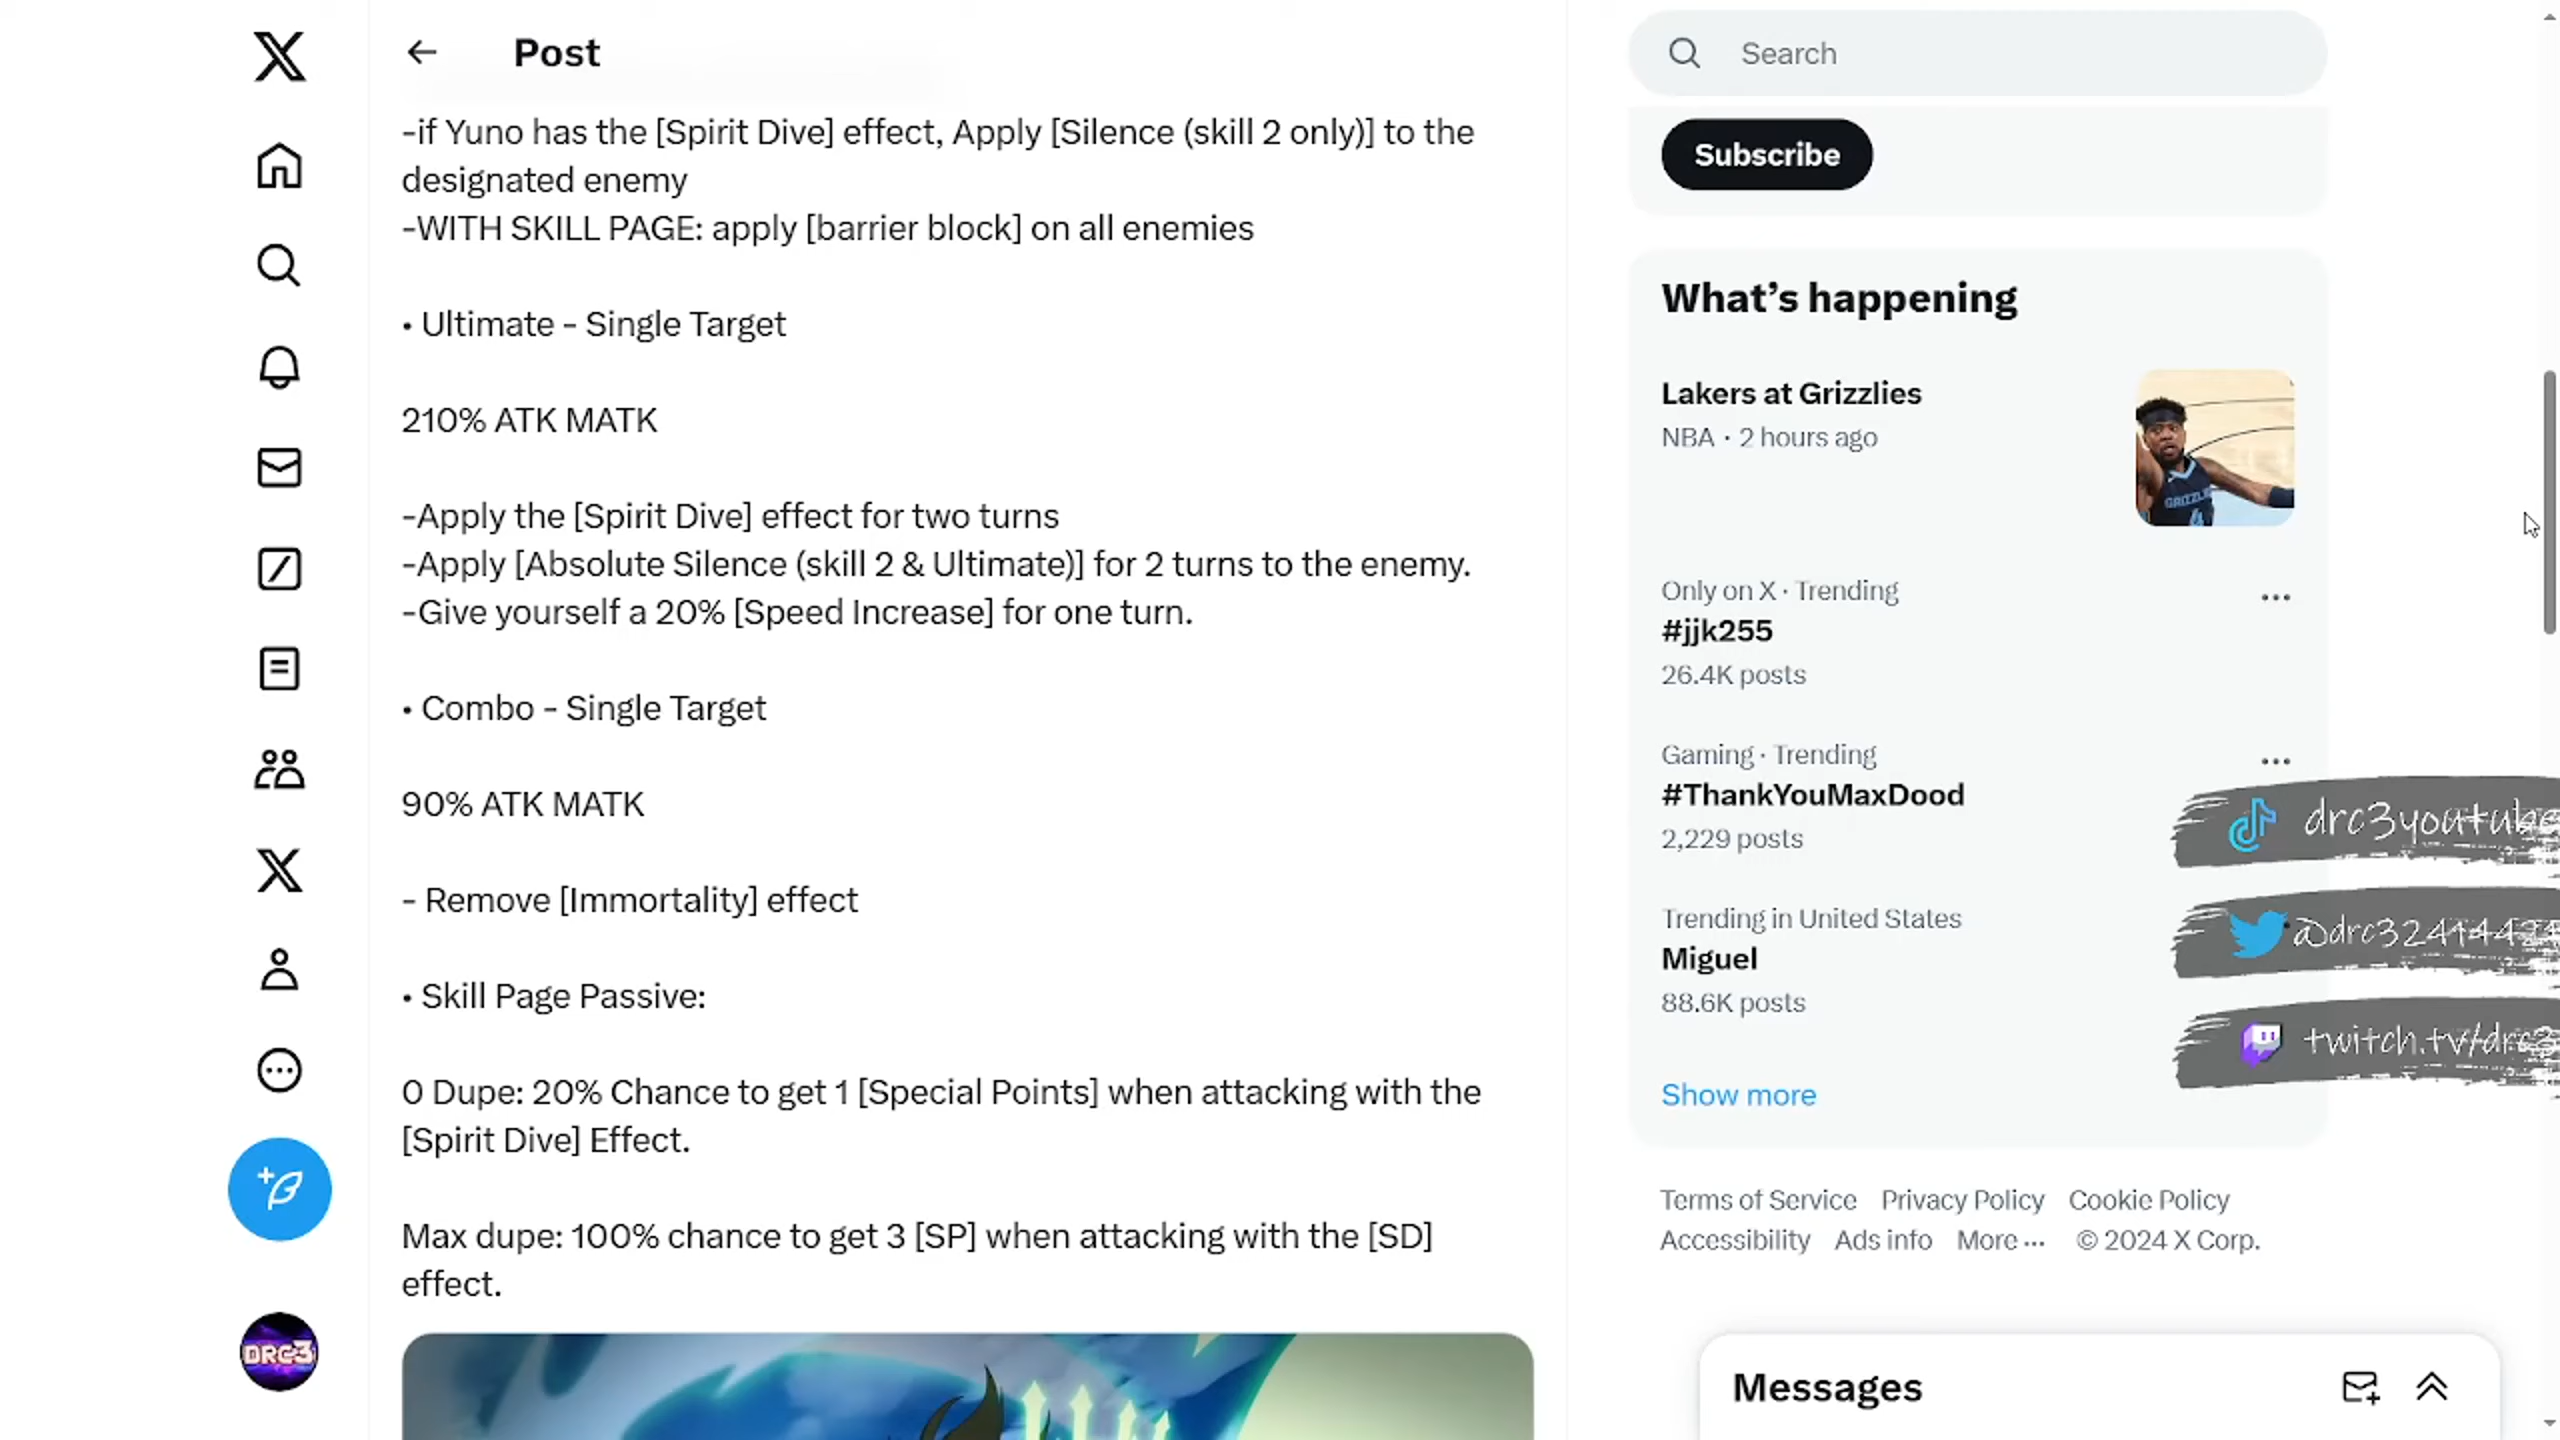 Post
-if Yuno has the [Spirit Dive] effect, Apply [Silence (skill 2 only)] to the
designated enemy
-WITH SKILL PAGE: apply [barrier block] on all enemies
• Ultimate - Single Target
210% ATK MATK
-Apply the [Spirit Dive] effect for two turns
-Apply [Absolute Silence (skill 2 & Ultimate)] for 2 turns to the enemy.
-Give yourself a 20% [Speed Increase] for one turn.
• Combo - Single Target
90% ATK MATK
- Remove [Immortality] effect
• Skill Page Passive:
0 Dupe: 20% Chance to get 1 [Special Points] when attacking with the
[Spirit Dive] Effect.
Max dupe: 100% chance to get 3 [SP] when attacking with the [SD]
effect.
DRC3
Search
Subscribe
What's happening
Lakers at Grizzlies
NBA · 2 hours ago
GRIZZLI
4
Only on X · Trending
#jjk255
26.4K posts
Gaming · Trending
#ThankYouMaxDood
2,229 posts
Trending in United States
Miguel
88.6K posts
Show more
drc3youtube
twitch.tv/drc3
Terms of Service Privacy Policy Cookie Policy
Accessibility Ads info More ··· © 2024 X Corp.
Messages